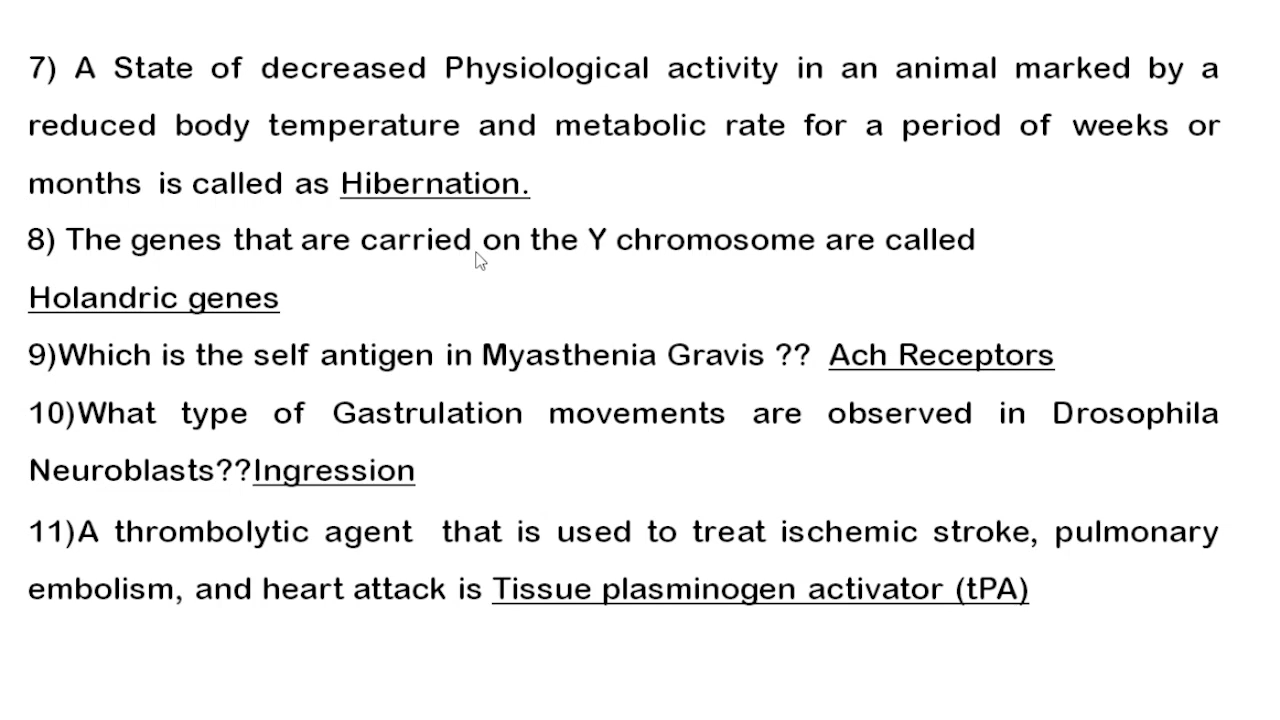 7) A State of decreased Physiological activity in an animal marked by a
reduced body temperature and metabolic rate for a period of weeks or
months is called as Hibernation.
8) The genes that are carried on the Y chromosome are called
Holandric genes
9)Which is the self antigen in Myasthenia Gravis ?? Ach Receptors
10)What type of Gastrulation movements are observed in Drosophila
Neuroblasts??Ingression
11)A thrombolytic agent that is used to treat ischemic stroke, pulmonary
embolism, and heart attack is Tissue plasminogen activator (tPA)